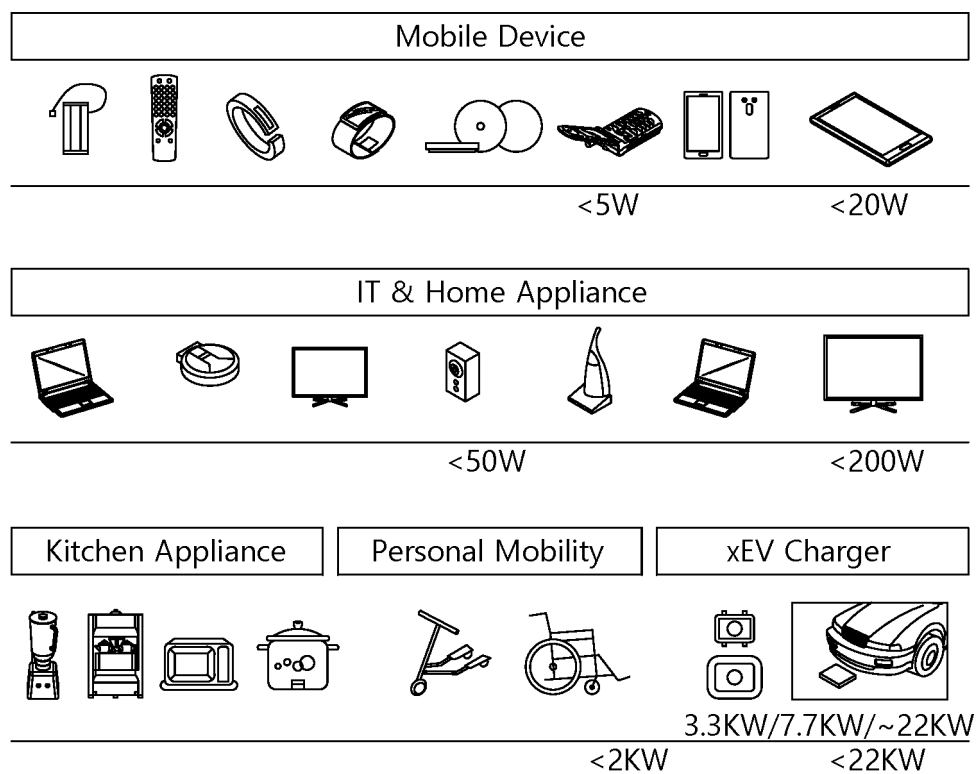 Mobile Device
<5W
<20W
IT & Home Appliance
<50W
<200W
Kitchen Appliance
Personal Mobility
xEV Charger
3.3KW/7.7KW/~22KW
<2KW
<22KW